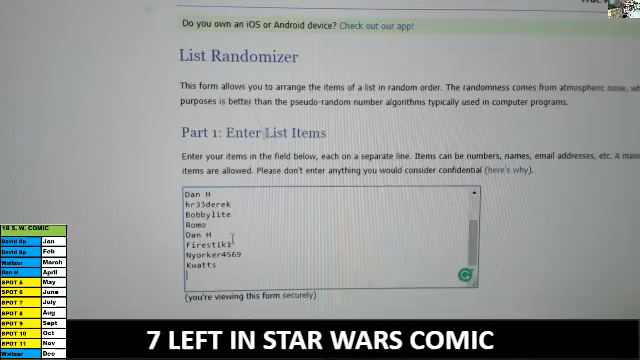 Do you own an iOS or Android device? Check out our app!
List Randomizer
This form allows you to arrange the items of a list in random order. The randomness comes from atmospheric noise,
purposes is better than the pseudo-random number algorithms typically used in computer programs.
Part 1: Enter List Items
Enter your items in the field below, each on a separate line. Items can be numbers, names, email addresses, etc. A
items are allowed. Please don't enter anything you would consider confidential (here's why).
Dan H
hr33derek
Bobbylite
Romo
Dan H
Firestik1
Nyorker4569
Kwatts
(you're viewing this form securely)
18 S.W. COMIC
David Sp Jan
David Sp Feb
Waltzer March
Dan H April
SPOT 5 May
SPOT 6 June
SPOT 7 July
SPOT 8 Aug
SPOT 9 Sept
SPOT 10 Oct
SPOT 11 Nov
Waltzer Dec
7 LEFT IN STAR WARS COMIC